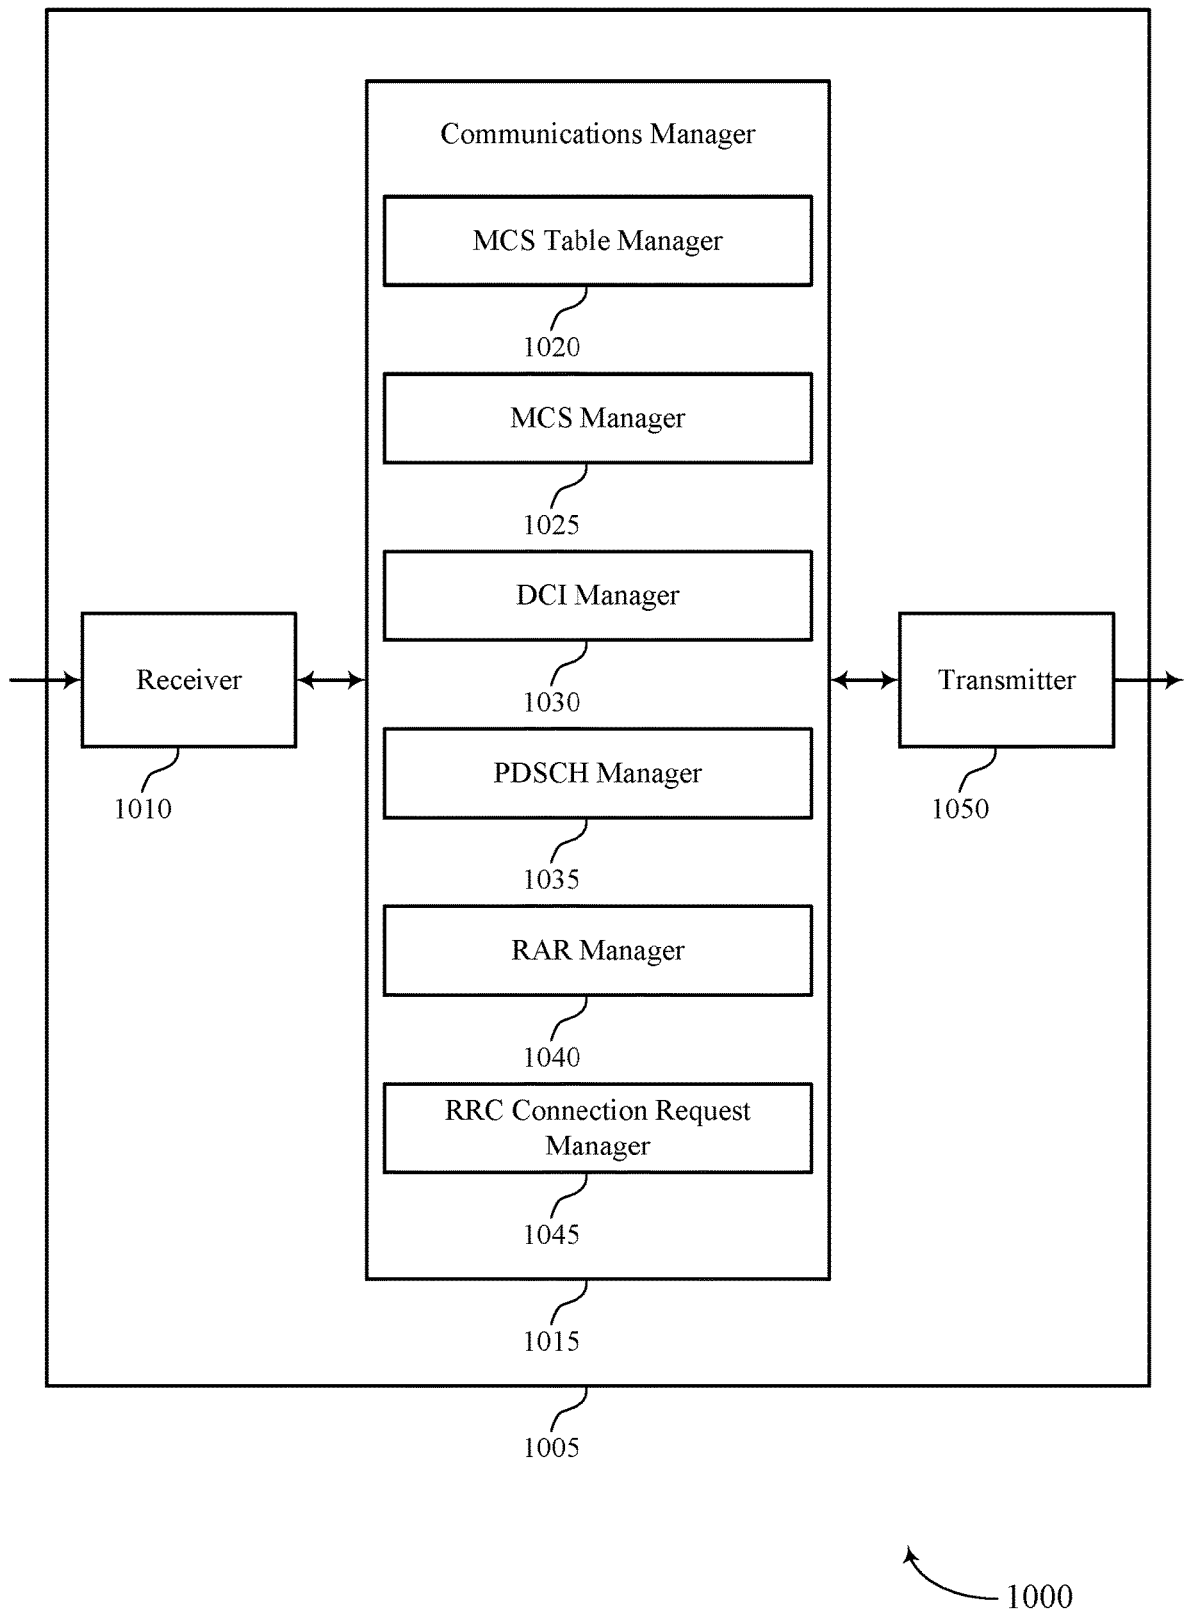 Communications Manager
MCS Table Manager
1020
MCS Manager
1025
DCI Manager
1030
Receiver
1010
Transmitter
1050
PDSCH Manager
1035
RAR Manager
1040
RRC Connection Request
Manager
1045
1015
1005
1000